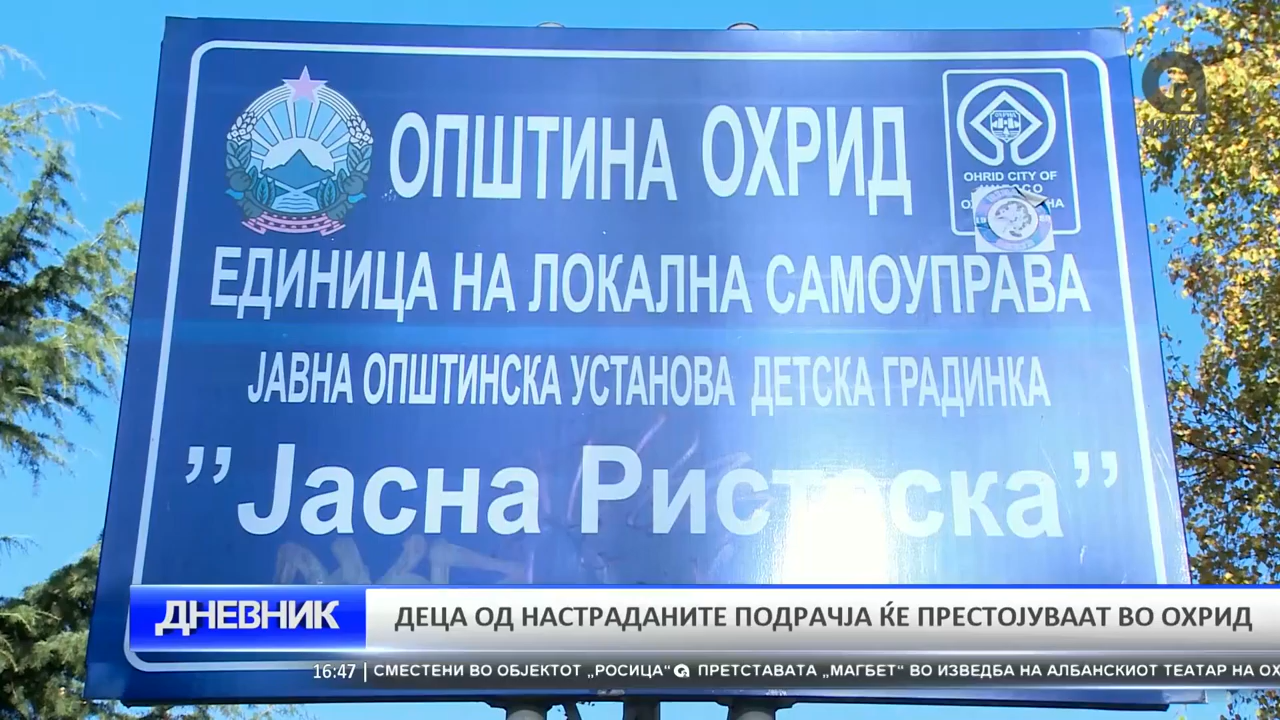 ОПШТИНА ОХРИД
OHRID CITY OF
ЕДИНИЦА НА ЛОКАЛНА САМОУПРАВА
ЈАВНА ОПШТИНСКА УСТАНОВА ДЕТСКА ГРАДИНКА
"Јасна Ристеска"
ДНЕВНИК
ДЕЦА ОД НАСТРАДАНИТЕ ПОДРАЧЈА ЌЕ ПРЕСТОЈУВААТ ВО ОХРИД
16:47 СМЕСТЕНИ ВО ОБЈЕКТОТ „РОСИЦА“ ПРЕТСТАВАТА „МАГБЕТ“ ВО ИЗВЕДБА НА АЛБАНСКИОТ ТЕАТАР НА ОХ